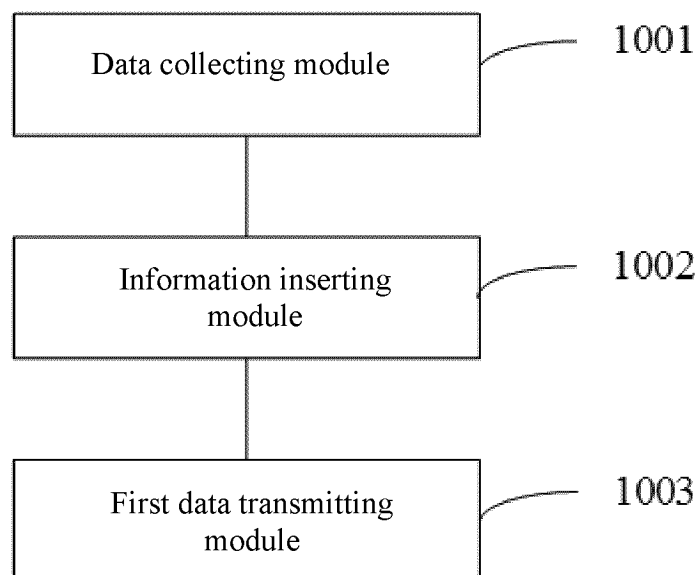 Data collecting module
1001
Information inserting
module
1002
First data transmitting
module
1003